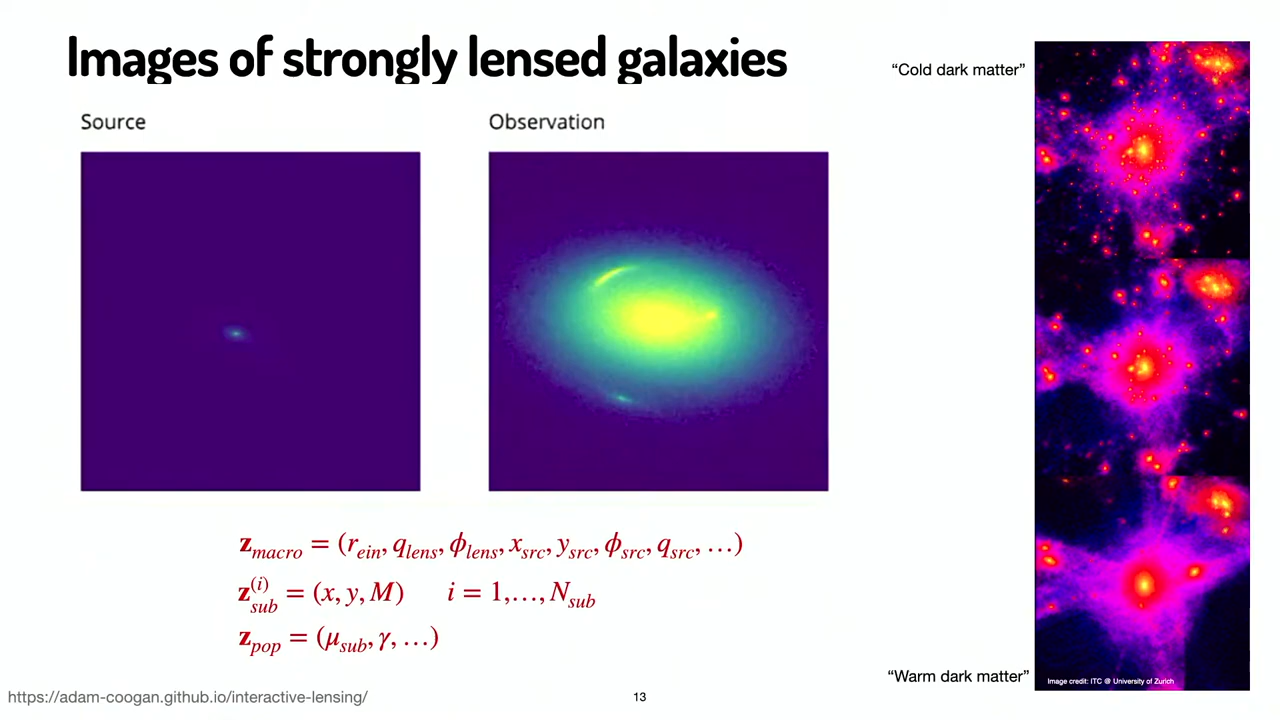 Images of strongly lensed galaxies
“Cold dark matter”
Source
Observation
𝐳_macro = (r_ein, q_lens, ϕ_lens, x_src, y_src, ϕ_src, q_src, …)
𝐳_sub^(i) = (x, y, M) i = 1,…, N_sub
𝐳_pop = (μ_sub, γ, …)
“Warm dark matter”
Image credit: ITC @ University of Zurich
https://adam-coogan.github.io/interactive-lensing/
13